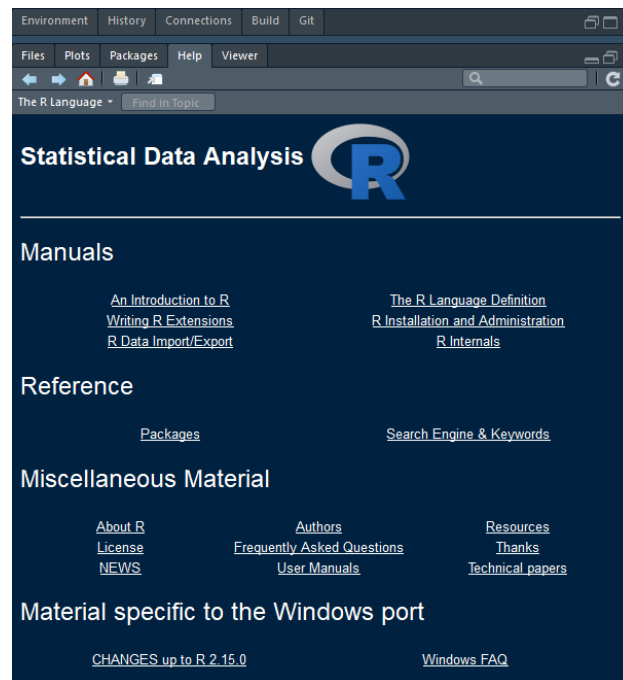 Environment History Connections Build Git
Files Plots Packages Help Viewer
The R Language Find in Topic
Statistical Data Analysis R
Manuals
An Introduction to R The R Language Definition
Writing R Extensions R Installation and Administration
R Data Import/Export R Internals
Reference
Packages Search Engine & Keywords
Miscellaneous Material
About R Authors Resources
License Frequently Asked Questions Thanks
NEWS User Manuals Technical papers
Material specific to the Windows port
CHANGES up to R 2.15.0 Windows FAQ